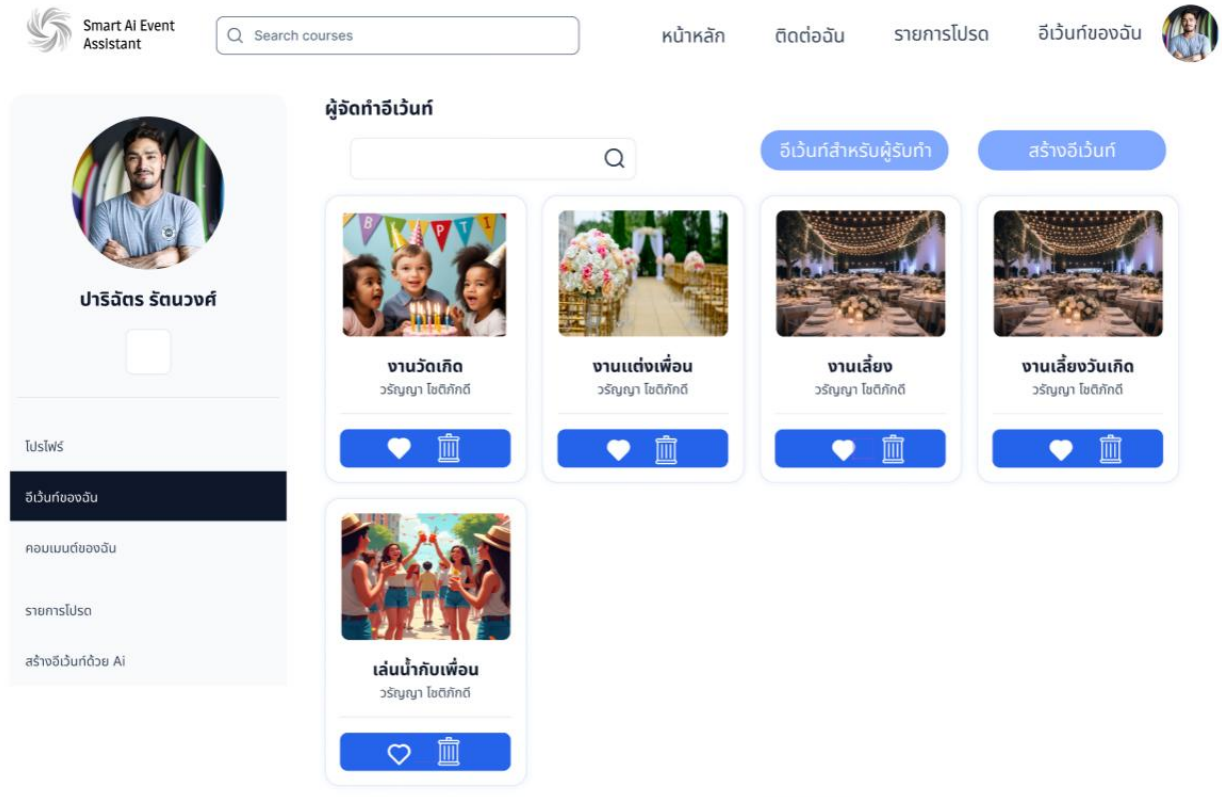 Smart Ai Event
Assistant
Search courses
หน้าหลัก
ติดต่อฉัน
รายการโปรด
อีเว้นท์ของฉัน
ปาริฉัตร รัตนวงศ์
โปรไฟร์
อีเว้นท์ของฉัน
คอมเมนต์ของฉัน
รายการโปรด
สร้างอีเว้นท์ด้วย Ai
ผู้จัดทำอีเว้นท์
อีเว้นท์สำหรับผู้รับทำ
สร้างอีเว้นท์
งานวัดเกิด
วรัญญา โชติภักดี
งานแต่งเพื่อน
วรัญญา โชติภักดี
งานเลี้ยง
วรัญญา โชติภักดี
งานเลี้ยงวันเกิด
วรัญญา โชติภักดี
เล่นน้ำกับเพื่อน
วรัญญา โชติภักดี